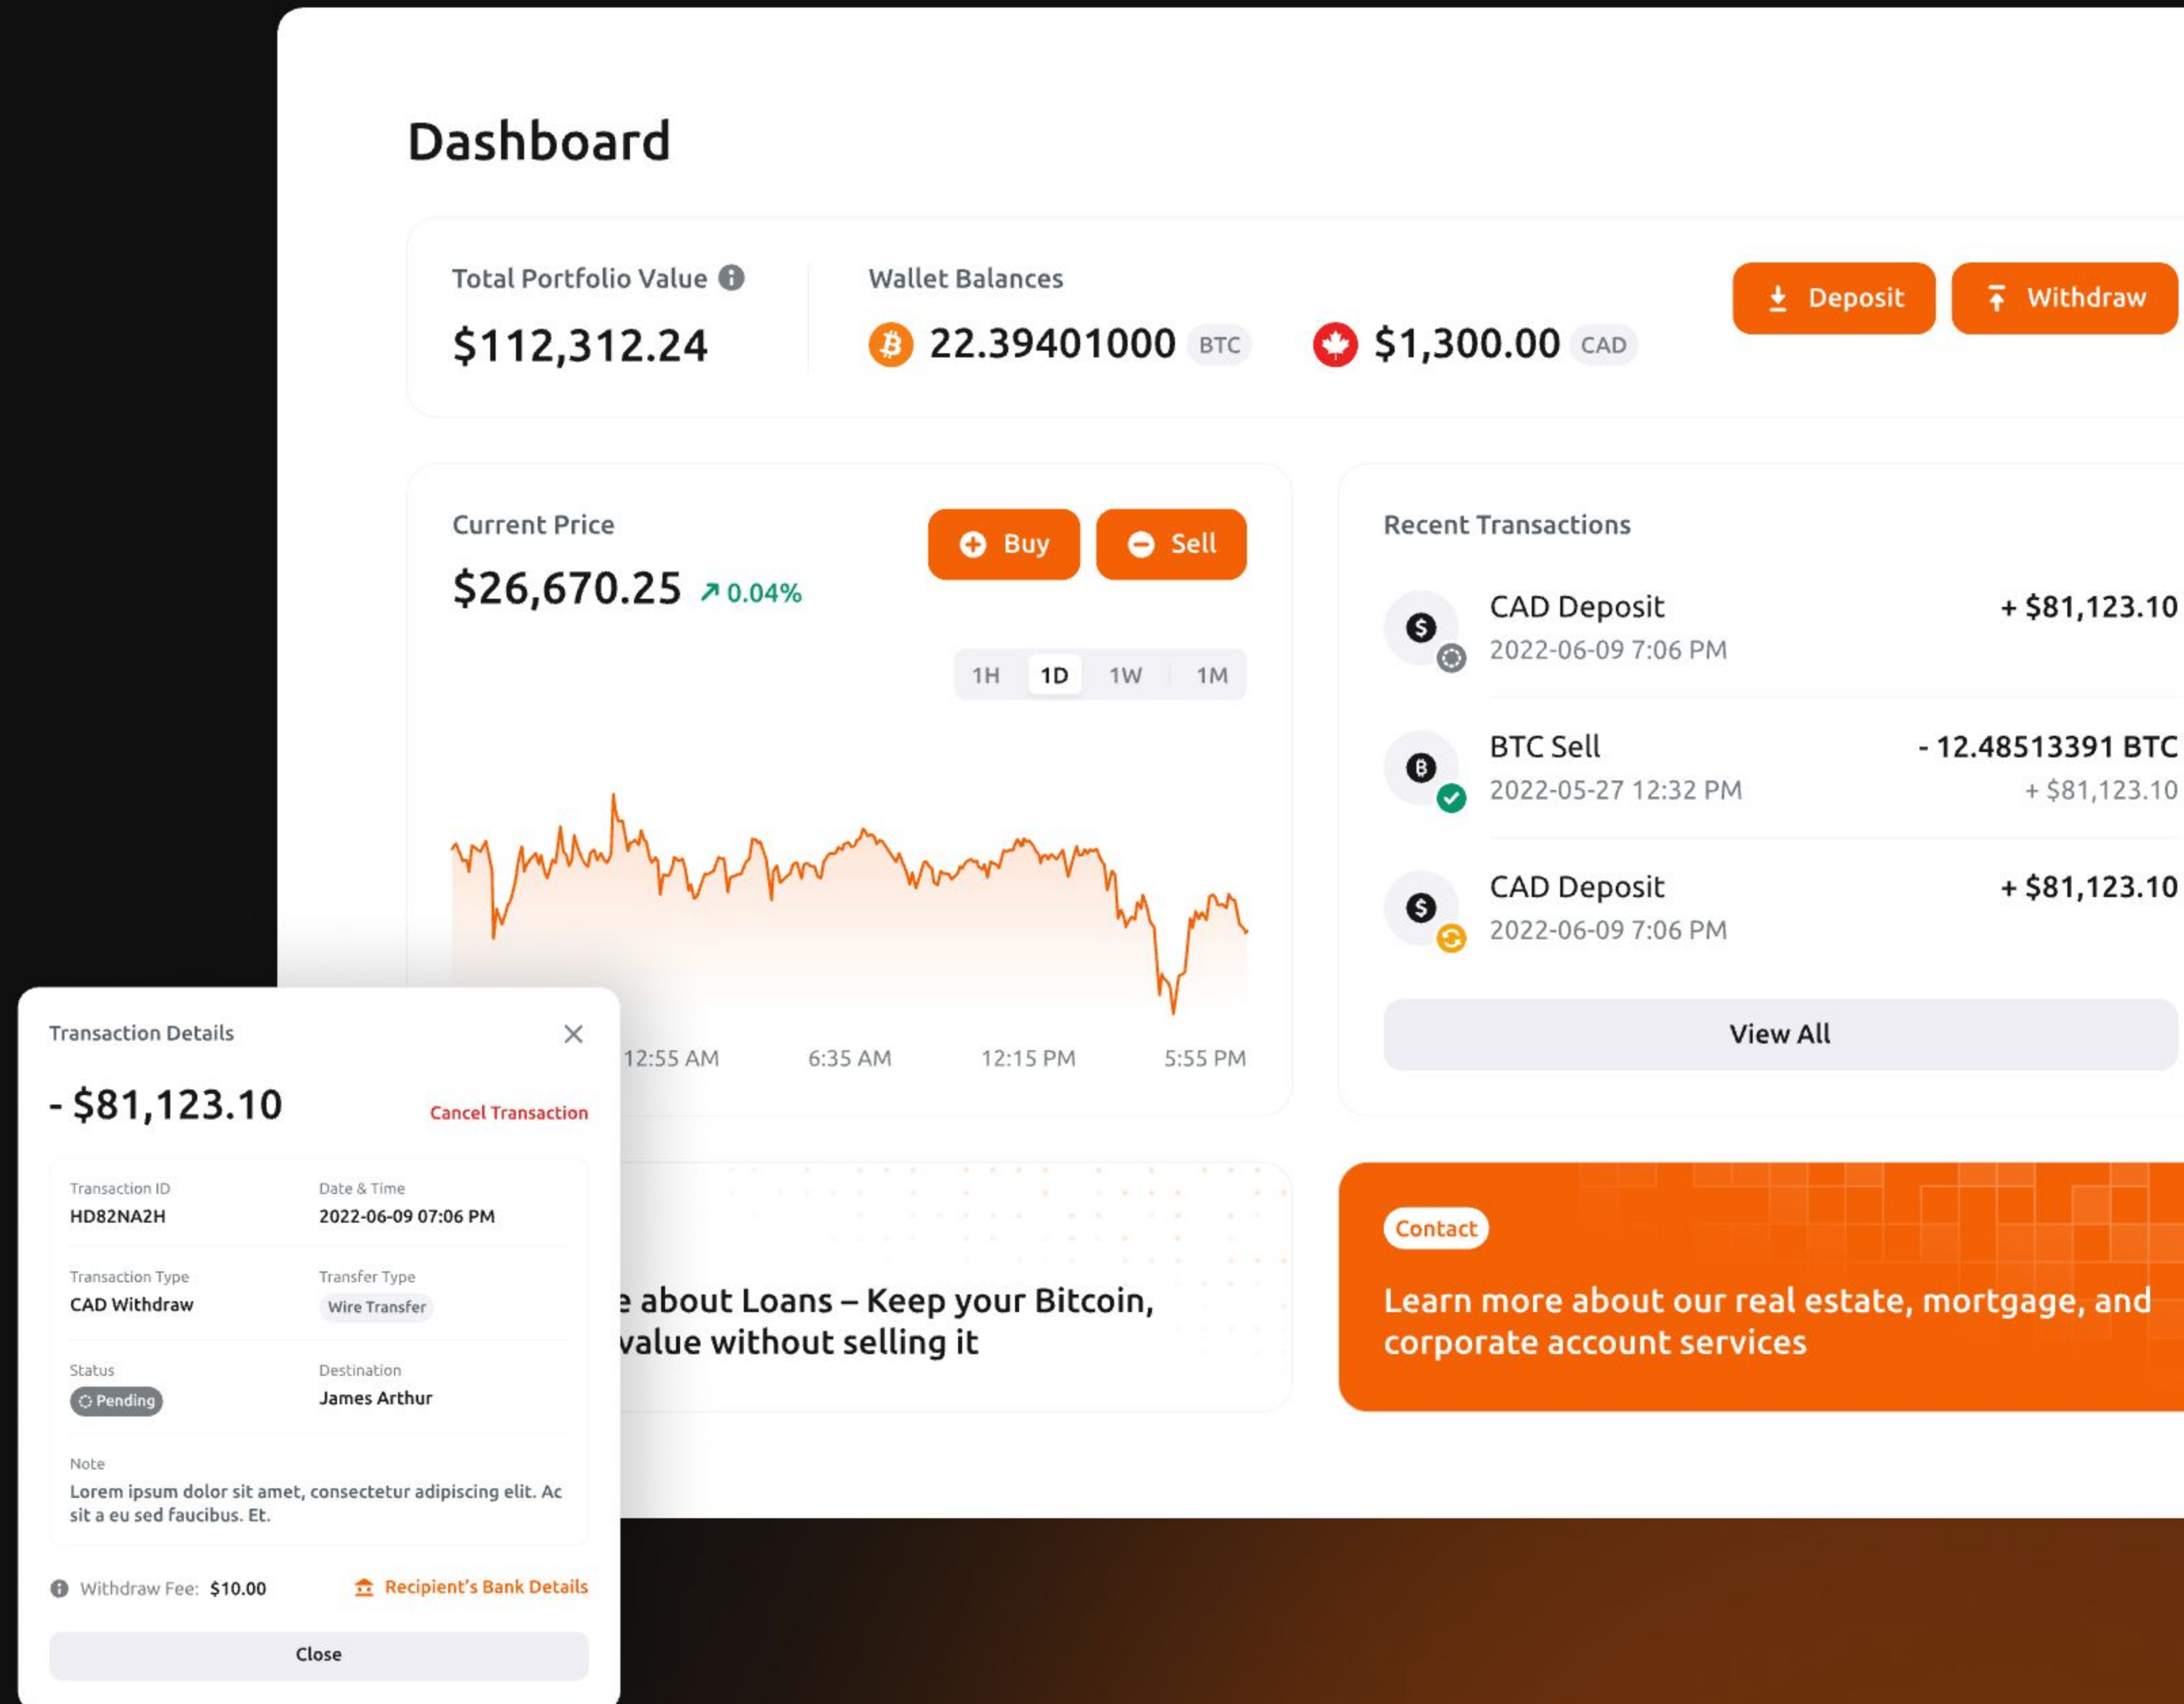 Dashboard
Total Portfolio Value
$112,312.24
Wallet Balances
22.39401000 BTC
$1,300.00 CAD
Deposit
Withdraw
Current Price
$26,670.25 0.04%
Buy
Sell
1H 1D 1W 1M
12:55 AM 6:35 AM 12:15 PM 5:55 PM
Recent Transactions
CAD Deposit + $81,123.10
2022-06-09 7:06 PM
BTC Sell - 12.48513391 BTC
2022-05-27 12:32 PM + $81,123.10
CAD Deposit + $81,123.10
2022-06-09 7:06 PM
View All
about Loans – Keep your Bitcoin,
value without selling it
Contact
Learn more about our real estate, mortgage, and
corporate account services
Transaction Details
- $81,123.10 Cancel Transaction
Transaction ID Date & Time
HD82NA2H 2022-06-09 07:06 PM
Transaction Type Transfer Type
CAD Withdraw Wire Transfer
Status Destination
Pending James Arthur
Note
Lorem ipsum dolor sit amet, consectetur adipiscing elit. Ac
sit a eu sed faucibus. Et.
Withdraw Fee: $10.00 Recipient's Bank Details
Close